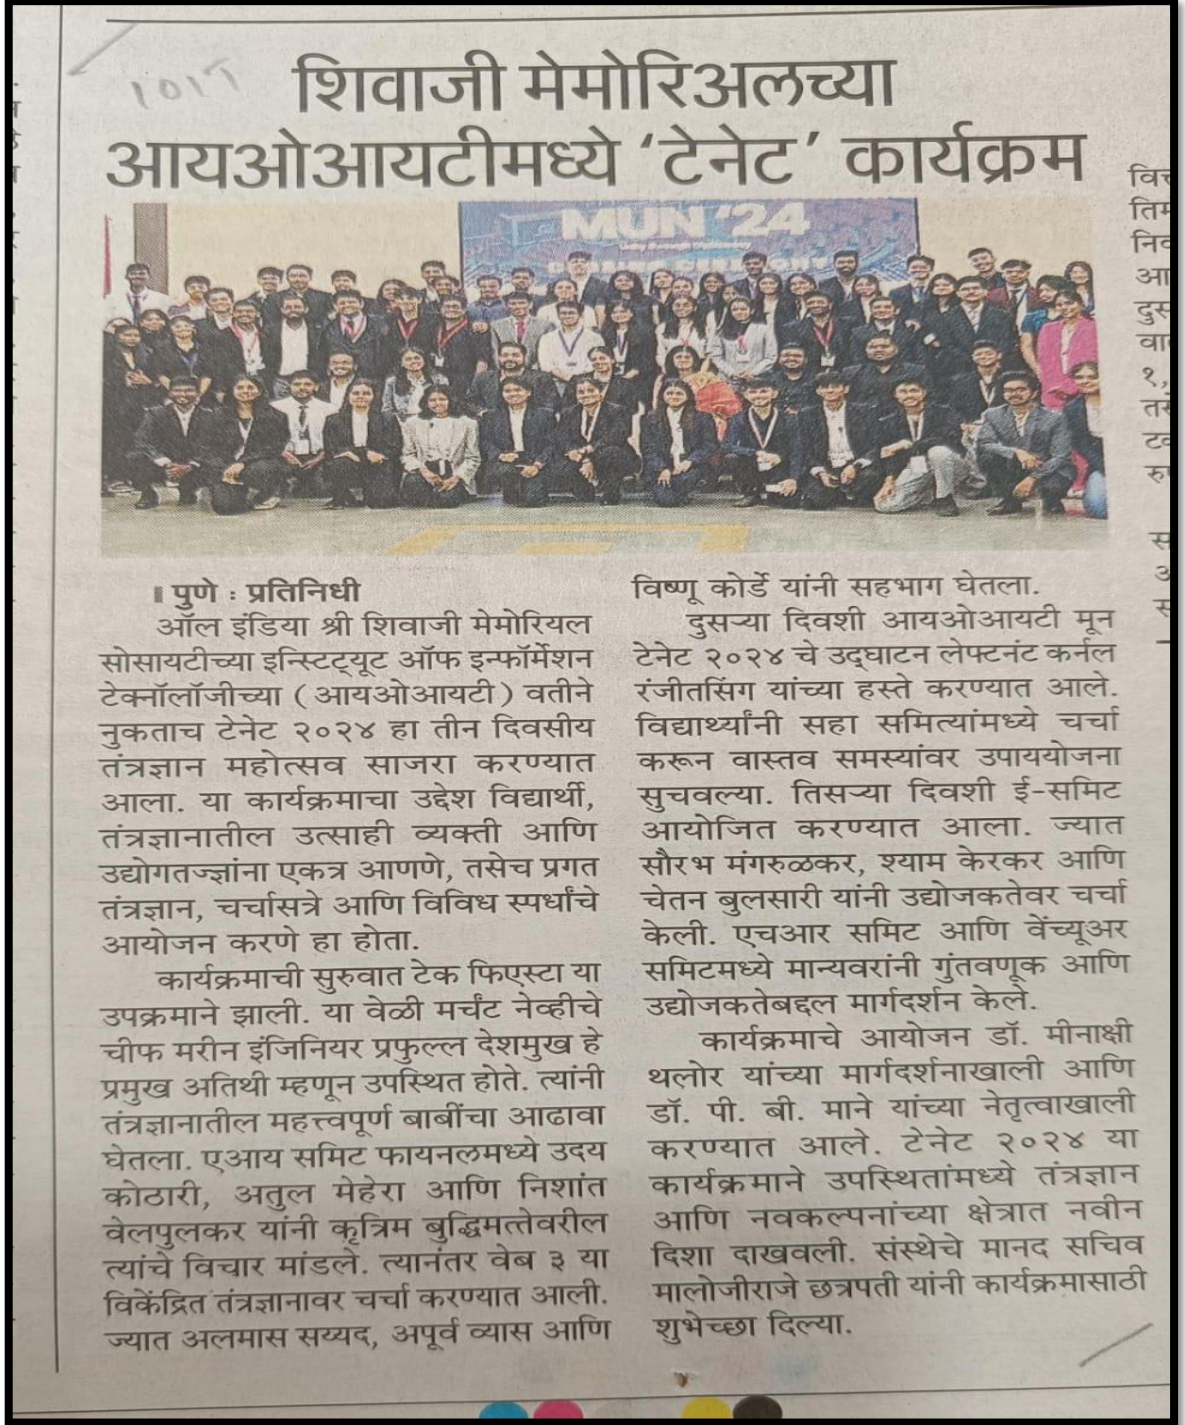 शिवाजी मेमोरिअलच्या
आयओआयटीमध्ये ‘टेनेट’ कार्यक्रम
MUN '24
CLOSING CEREMONY
पुणे : प्रतिनिधी
ऑल इंडिया श्री शिवाजी मेमोरियल
सोसायटीच्या इन्स्टिट्यूट ऑफ इन्फॉर्मेशन
टेक्नॉलॉजीच्या (आयओआयटी) वतीने
नुकताच टेनेट २०२४ हा तीन दिवसीय
तंत्रज्ञान महोत्सव साजरा करण्यात
आला. या कार्यक्रमाचा उद्देश विद्यार्थी,
तंत्रज्ञानातील उत्साही व्यक्ती आणि
उद्योगतज्ज्ञांना एकत्र आणणे, तसेच प्रगत
तंत्रज्ञान, चर्चासत्रे आणि विविध स्पर्धांचे
आयोजन करणे हा होता.
कार्यक्रमाची सुरुवात टेक फिएस्टा या
उपक्रमाने झाली. या वेळी मर्चंट नेव्हीचे
चीफ मरीन इंजिनियर प्रफुल्ल देशमुख हे
प्रमुख अतिथी म्हणून उपस्थित होते. त्यांनी
तंत्रज्ञानातील महत्त्वपूर्ण बाबींचा आढावा
घेतला. एआय समिट फायनलमध्ये उदय
कोठारी, अतुल मेहेरा आणि निशांत
वेलपुलकर यांनी कृत्रिम बुद्धिमत्तेवरील
त्यांचे विचार मांडले. त्यानंतर वेब ३ या
विकेंद्रित तंत्रज्ञानावर चर्चा करण्यात आली.
ज्यात अलमास सय्यद, अपूर्व व्यास आणि
विष्णू कोर्डे यांनी सहभाग घेतला.
दुसऱ्या दिवशी आयओआयटी मून
टेनेट २०२४ चे उद्घाटन लेफ्टनंट कर्नल
रंजीतसिंग यांच्या हस्ते करण्यात आले.
विद्यार्थ्यांनी सहा समित्यांमध्ये चर्चा
करून वास्तव समस्यांवर उपाययोजना
सुचवल्या. तिसऱ्या दिवशी ई-समिट
आयोजित करण्यात आला. ज्यात
सौरभ मंगरुळकर, श्याम केरकर आणि
चेतन बुलसारी यांनी उद्योजकतेवर चर्चा
केली. एचआर समिट आणि वेंच्यूअर
समिटमध्ये मान्यवरांनी गुंतवणूक आणि
उद्योजकतेबद्दल मार्गदर्शन केले.
कार्यक्रमाचे आयोजन डॉ. मीनाक्षी
थलोर यांच्या मार्गदर्शनाखाली आणि
डॉ. पी. बी. माने यांच्या नेतृत्वाखाली
करण्यात आले. टेनेट २०२४ या
कार्यक्रमाने उपस्थितांमध्ये तंत्रज्ञान
आणि नवकल्पनांच्या क्षेत्रात नवीन
दिशा दाखवली. संस्थेचे मानद सचिव
मालोजीराजे छत्रपती यांनी कार्यक्रमासाठी
शुभेच्छा दिल्या.